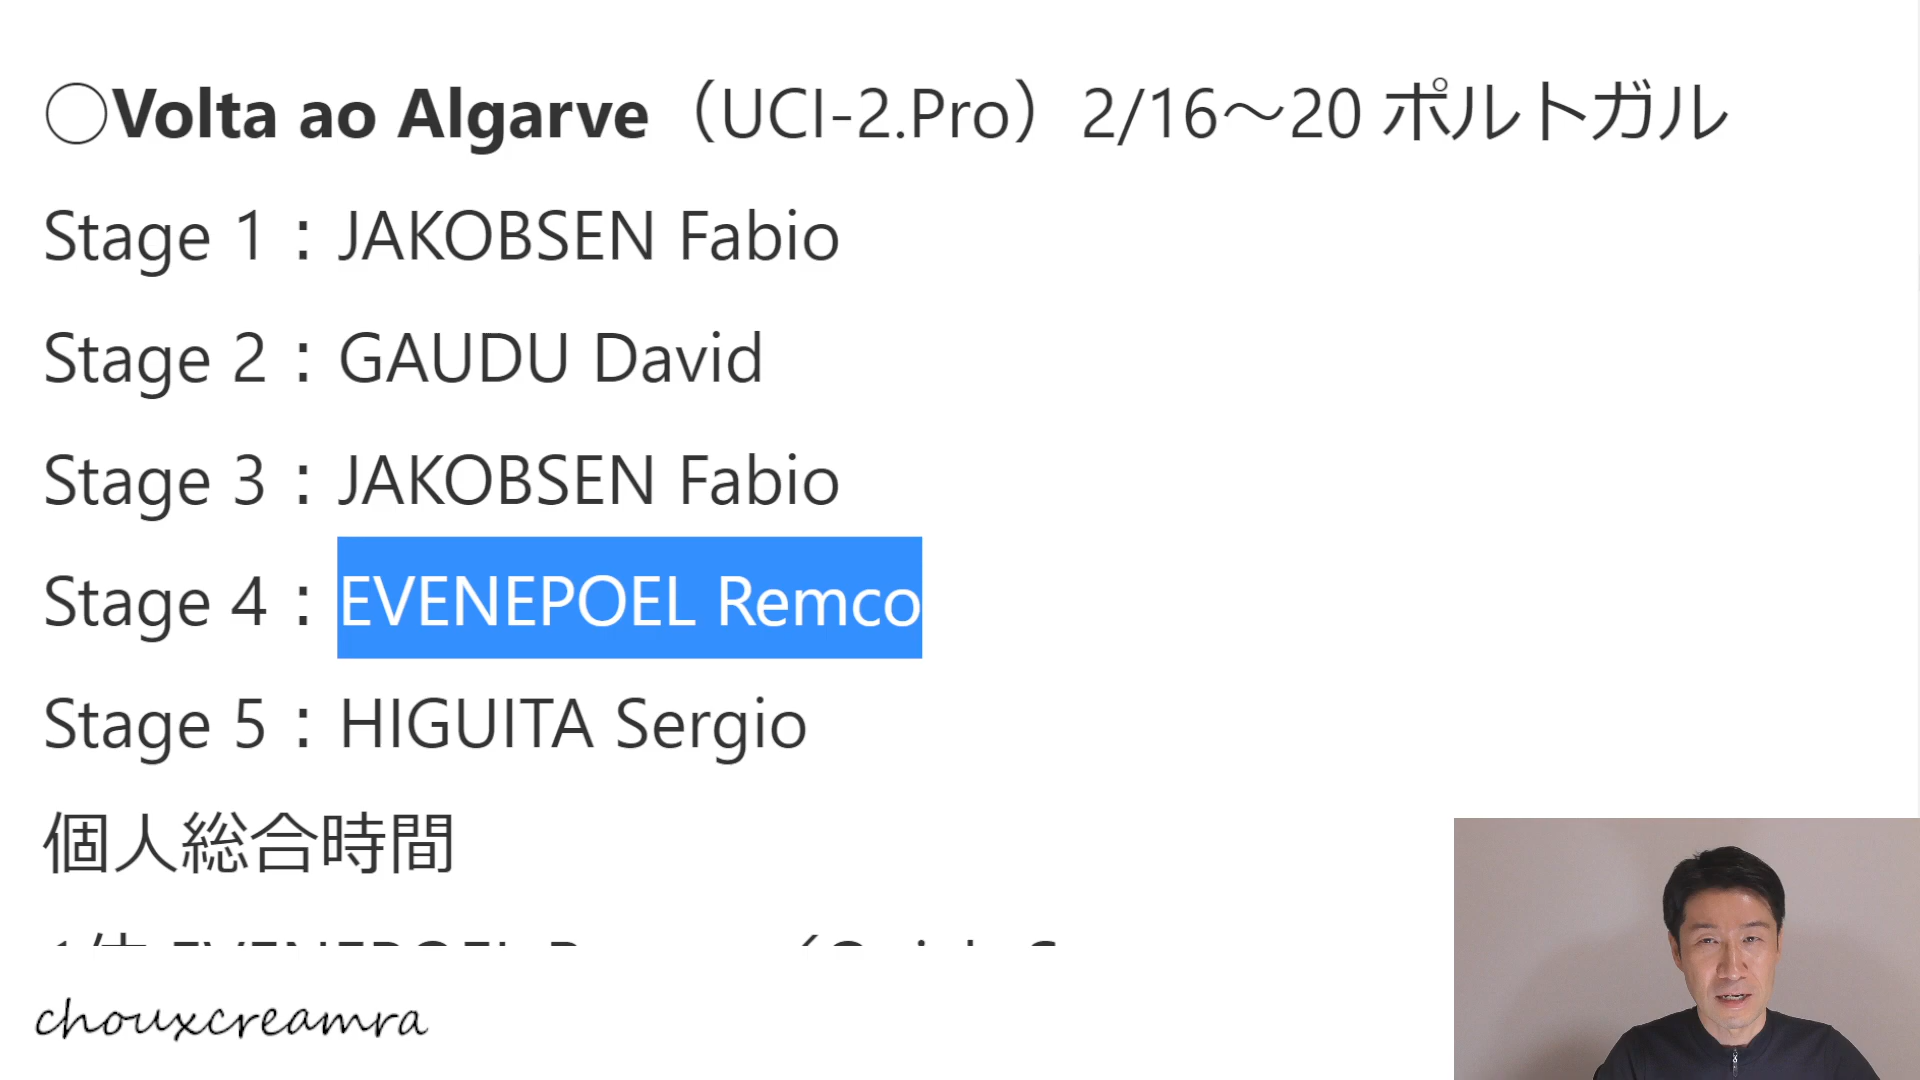 ○Volta ao Algarve（UCI-2.Pro）2/16～20 ポルトガル
Stage 1：JAKOBSEN Fabio
Stage 2：GAUDU David
Stage 3：JAKOBSEN Fabio
Stage 4：EVENEPOEL Remco
Stage 5：HIGUITA Sergio
個人総合時間
chouxcreamra